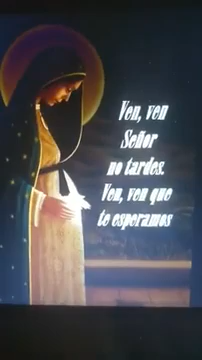 Ven, ven
Señor
no tardes.
Ven, ven que
te esperamos